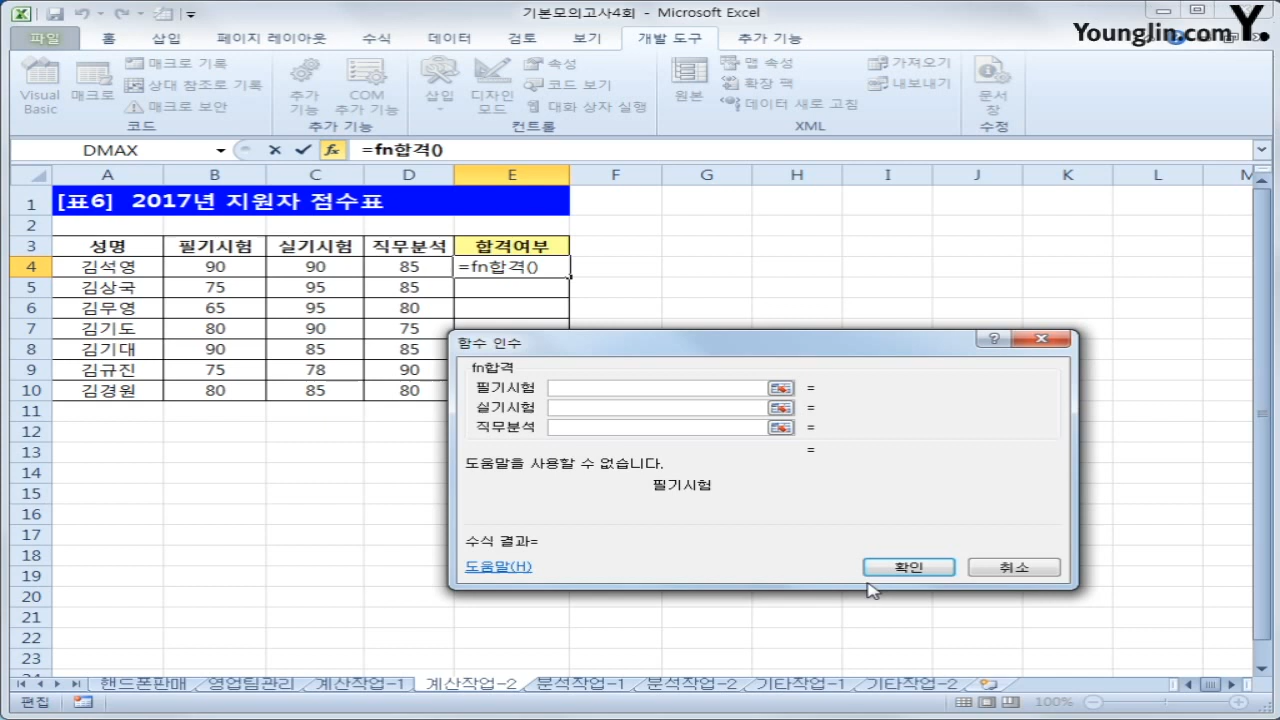 기본모의고사4회 - Microsoft Excel
Younglin.com Y.
파일 홈 삽입 페이지 레이아웃 수식 데이터 검토 보기 개발 도구 추가 기능
Visual Basic
매크로
매크로 기록
상대 참조로 기록
매크로 보안
코드
추가 기능
COM 추가 기능
추가 기능
삽입
디자인 모드
속성
코드 보기
대화 상자 실행
컨트롤
원본
맵 속성
확장 팩
데이터 새로 고침
가져오기
내보내기
XML
문서 창
수정
DMAX =fn합격()
A B C D E F G H I J K L M
1 [표6] 2017년 지원자 점수표
2
3 성명 필기시험 실기시험 직무분석 합격여부
4 김석영 90 90 85 =fn합격()
5 김상국 75 95 85
6 김무영 65 95 80
7 김기도 80 90 75
8 김기대 90 85 85
9 김규진 75 78 90
10 김경원 80 85 80
11
12
13
14
15
16
17
18
19
20
21
22
23
24
함수 인수
fn합격
필기시험 =
실기시험 =
직무분석 =
=
도움말을 사용할 수 없습니다.
필기시험
수식 결과=
도움말(H)
확인 취소
핸드폰판매 영업팀관리 계산작업-1 계산작업-2 분석작업-1 분석작업-2 기타작업-1 기타작업-2
편집 100%